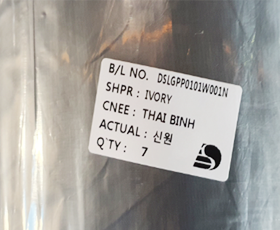 B/L NO. DSLGPP0101W001N
SHPR : IVORY
CNEE : THAI BINH
ACTUAL : 신원
Q`TY : 7